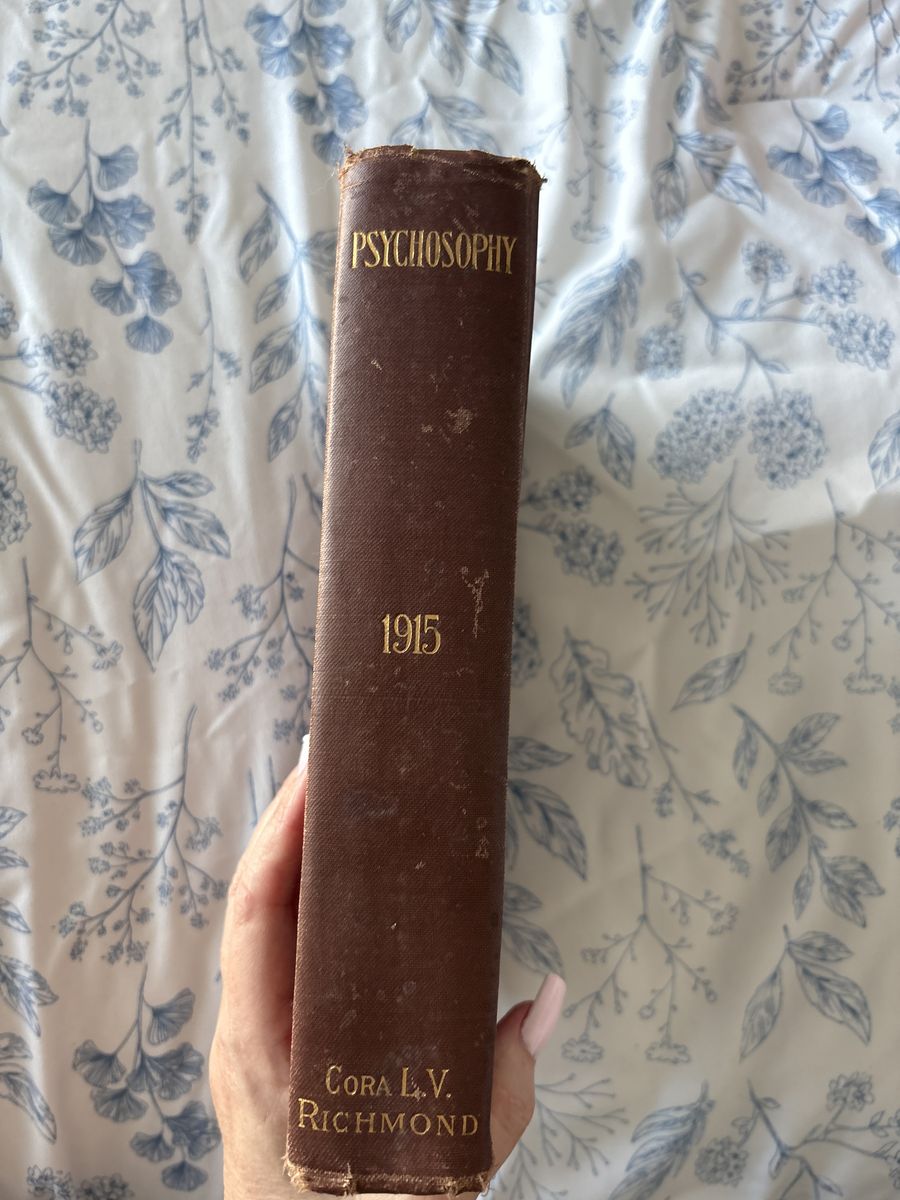 PSYCHOSOPHY
1915
CORA L.V.
RICHMOND